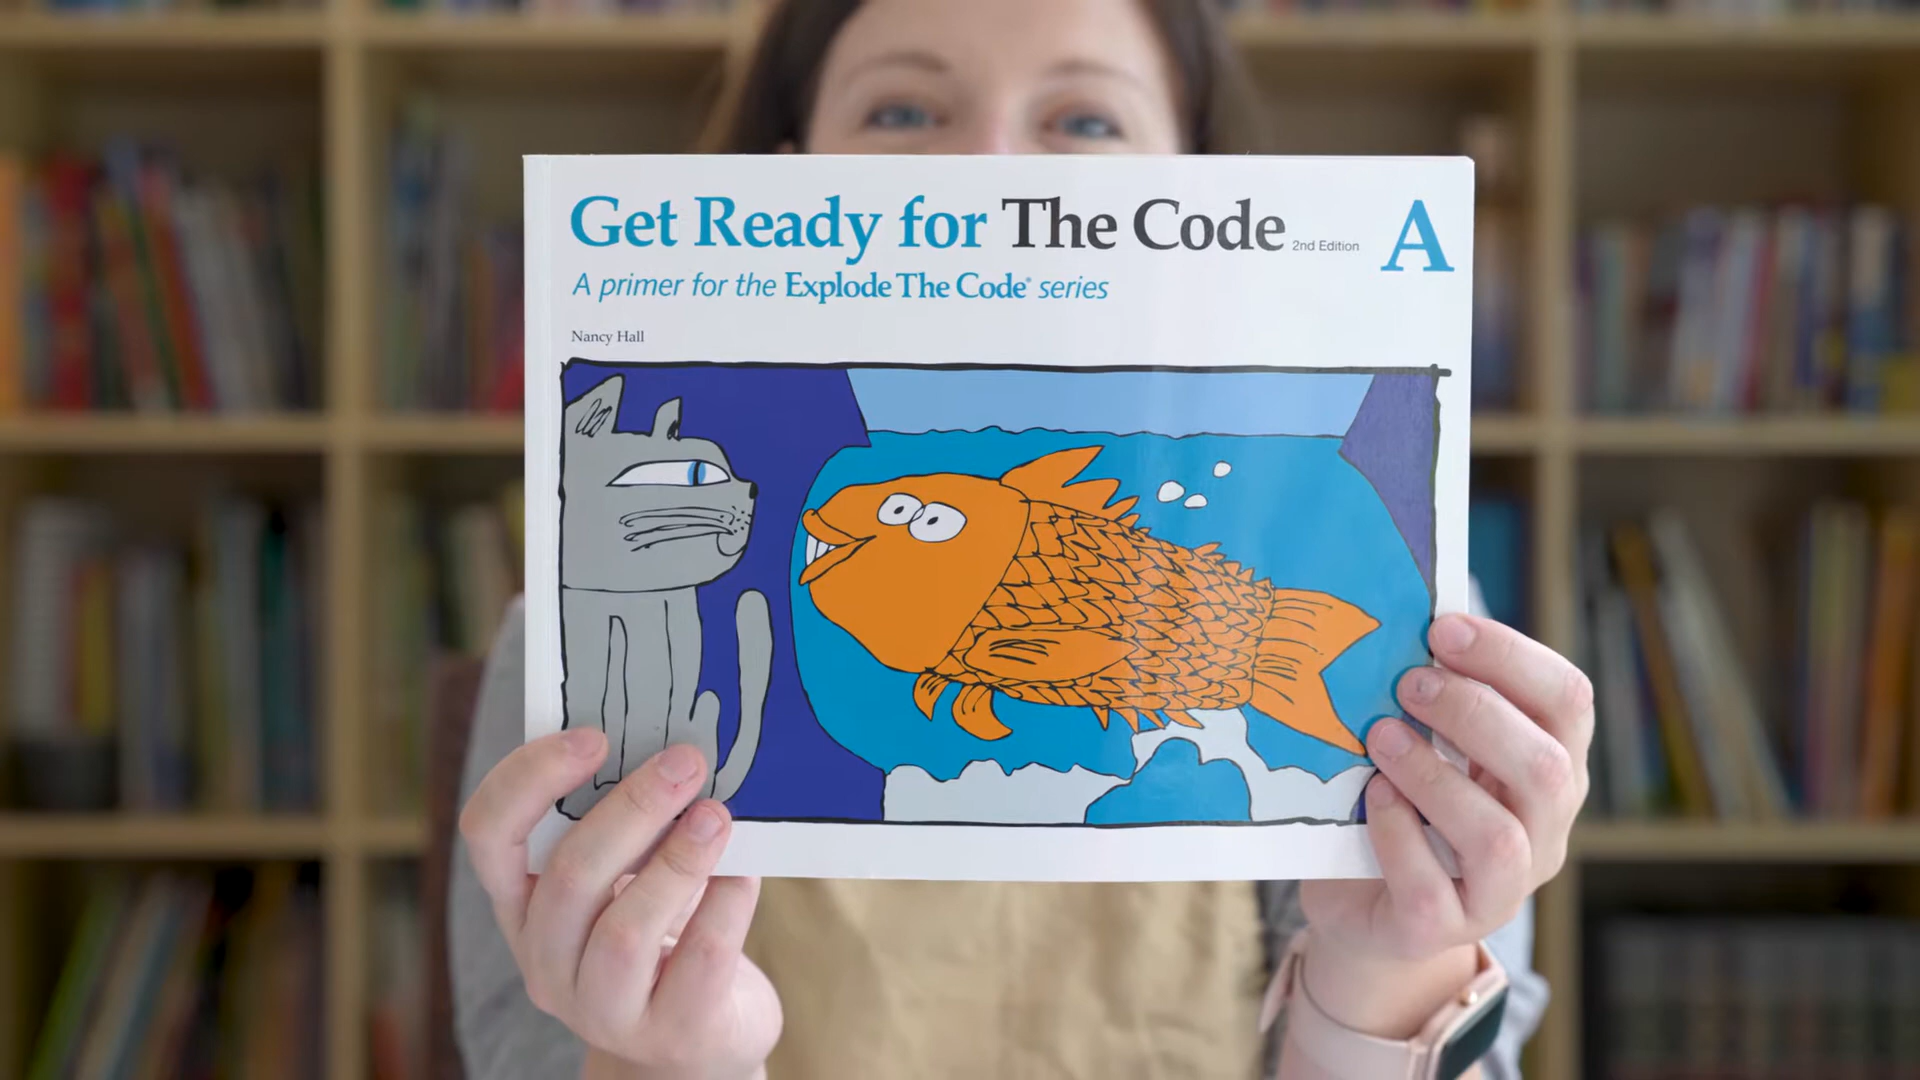 Get Ready for The Code 2nd Edition A
A primer for the Explode The Code® series
Nancy Hall